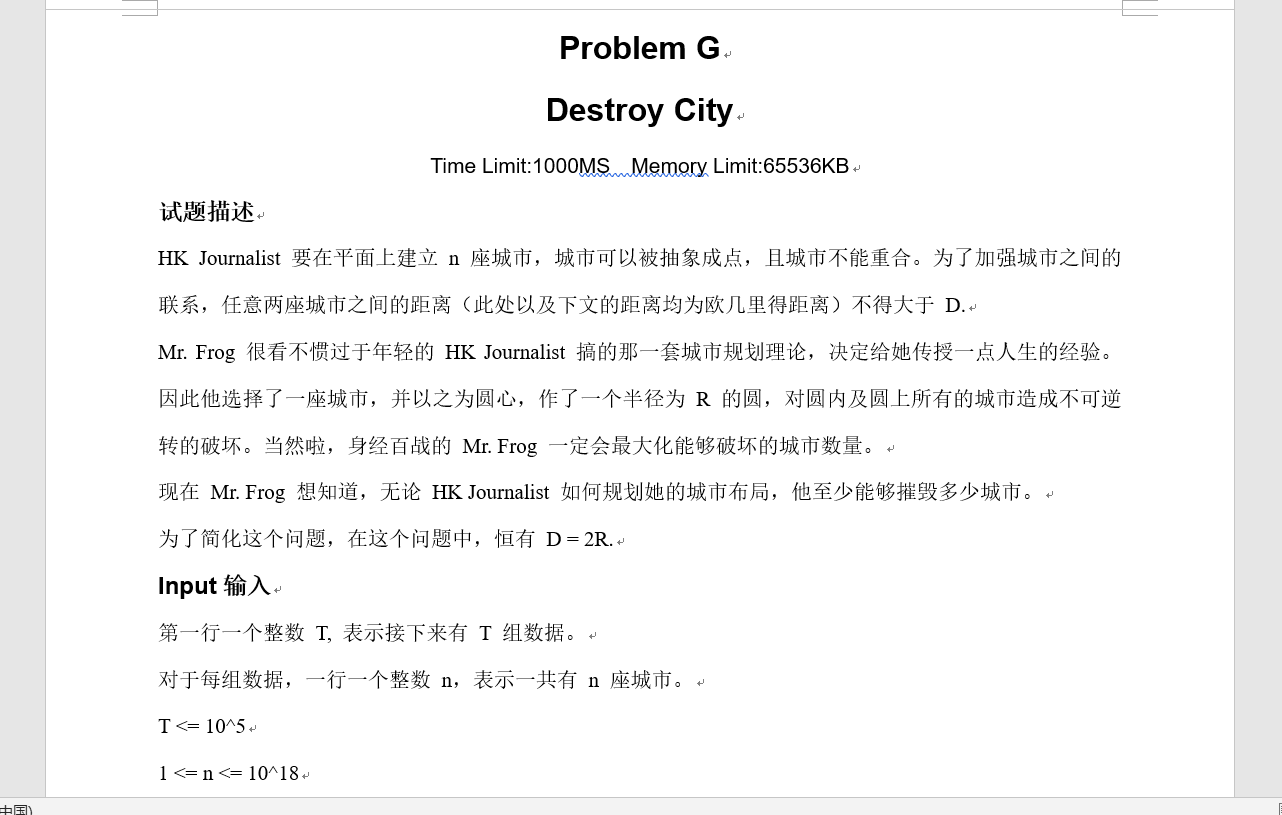 Problem G
Destroy City
Time Limit:1000MS Memory Limit:65536KB
试题描述
HK Journalist 要在平面上建立 n 座城市，城市可以被抽象成点，且城市不能重合。为了加强城市之间的
联系，任意两座城市之间的距离（此处以及下文的距离均为欧几里得距离）不得大于 D.
Mr. Frog 很看不惯过于年轻的 HK Journalist 搞的那一套城市规划理论，决定给她传授一点人生的经验。
因此他选择了一座城市，并以之为圆心，作了一个半径为 R 的圆，对圆内及圆上所有的城市造成不可逆
转的破坏。当然啦，身经百战的 Mr. Frog 一定会最大化能够破坏的城市数量。
现在 Mr. Frog 想知道，无论 HK Journalist 如何规划她的城市布局，他至少能够摧毁多少城市。
为了简化这个问题，在这个问题中，恒有 D = 2R.
Input 输入
第一行一个整数 T, 表示接下来有 T 组数据。
对于每组数据，一行一个整数 n，表示一共有 n 座城市。
T <= 10^5
1 <= n <= 10^18
中国)